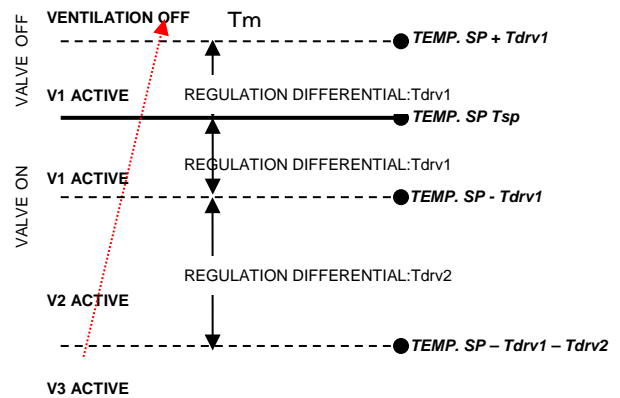 VENTILATION OFF Tm
TEMP. SP + Tdrv1
VALVE OFF
V1 ACTIVE REGULATION DIFFERENTIAL:Tdrv1
TEMP. SP Tsp
V1 ACTIVE REGULATION DIFFERENTIAL:Tdrv1
TEMP. SP - Tdrv1
VALVE ON
REGULATION DIFFERENTIAL:Tdrv2
V2 ACTIVE
TEMP. SP – Tdrv1 – Tdrv2
V3 ACTIVE